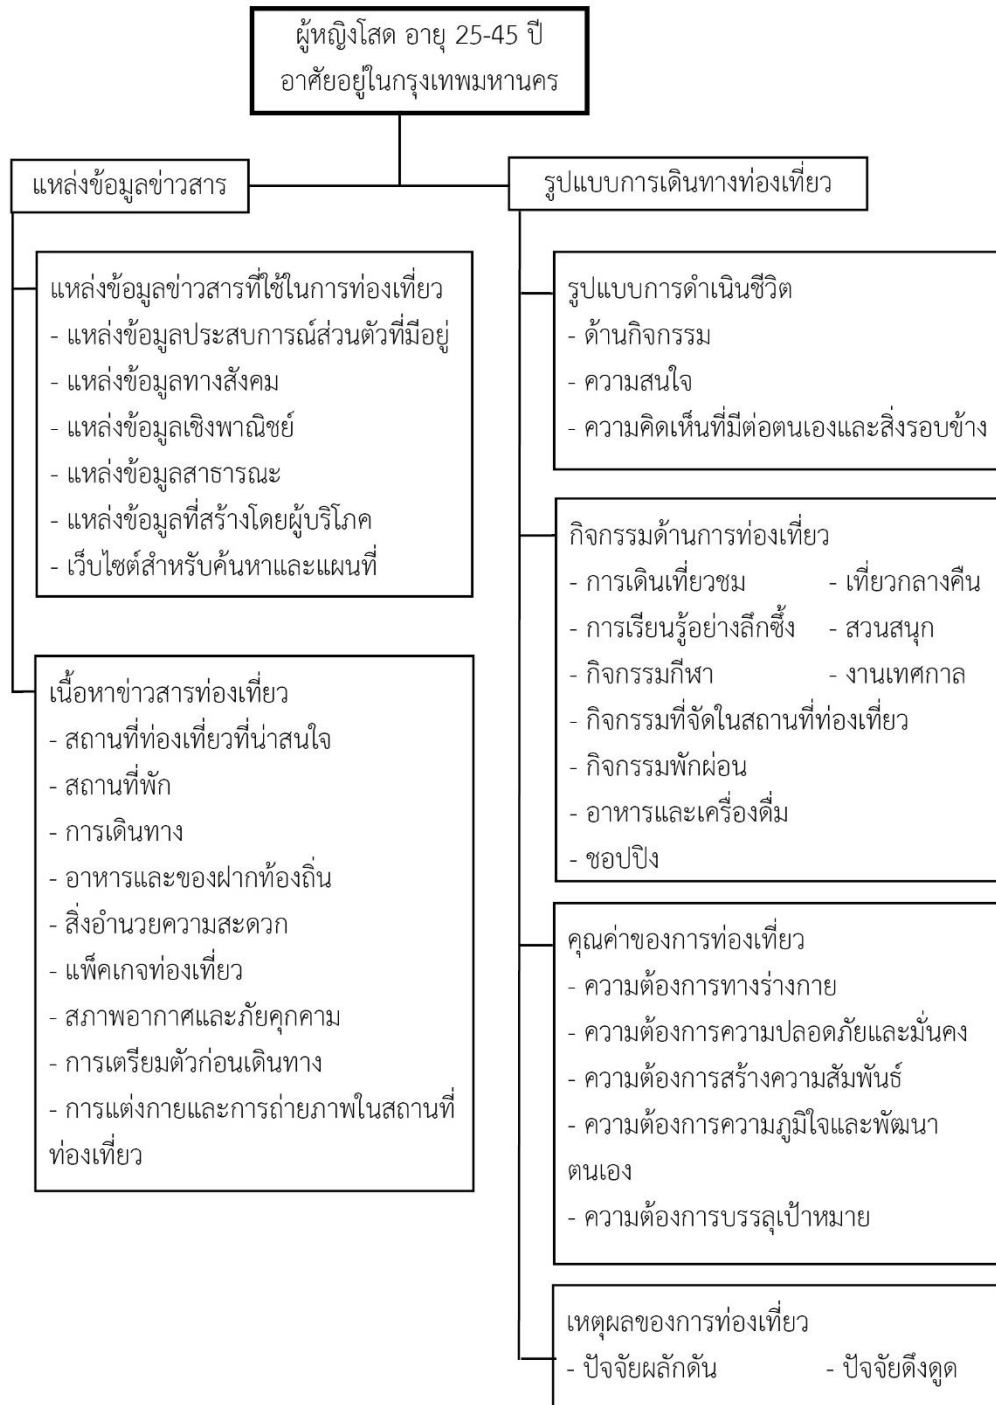 ผู้หญิงโสด อายุ 25-45 ปี
อาศัยอยู่ในกรุงเทพมหานคร
แหล่งข้อมูลข่าวสาร
แหล่งข้อมูลข่าวสารที่ใช้ในการท่องเที่ยว
- แหล่งข้อมูลประสบการณ์ส่วนตัวที่มีอยู่
- แหล่งข้อมูลทางสังคม
- แหล่งข้อมูลเชิงพาณิชย์
- แหล่งข้อมูลสาธารณะ
- แหล่งข้อมูลที่สร้างโดยผู้บริโภค
- เว็บไซต์สำหรับค้นหาและแผนที่
เนื้อหาข่าวสารท่องเที่ยว
- สถานที่ท่องเที่ยวที่น่าสนใจ
- สถานที่พัก
- การเดินทาง
- อาหารและของฝากท้องถิ่น
- สิ่งอำนวยความสะดวก
- แพ็คเกจท่องเที่ยว
- สภาพอากาศและภัยคุกคาม
- การเตรียมตัวก่อนเดินทาง
- การแต่งกายและการถ่ายภาพในสถานที่
ท่องเที่ยว
รูปแบบการเดินทางท่องเที่ยว
รูปแบบการดำเนินชีวิต
- ด้านกิจกรรม
- ความสนใจ
- ความคิดเห็นที่มีต่อตนเองและสิ่งรอบข้าง
กิจกรรมด้านการท่องเที่ยว
- การเดินเที่ยวชม - เที่ยวกลางคืน
- การเรียนรู้อย่างลึกซึ้ง - สวนสนุก
- กิจกรรมกีฬา - งานเทศกาล
- กิจกรรมที่จัดในสถานที่ท่องเที่ยว
- กิจกรรมพักผ่อน
- อาหารและเครื่องดื่ม
- ชอปปิง
คุณค่าของการท่องเที่ยว
- ความต้องการทางร่างกาย
- ความต้องการความปลอดภัยและมั่นคง
- ความต้องการสร้างความสัมพันธ์
- ความต้องการความภูมิใจและพัฒนา
ตนเอง
- ความต้องการบรรลุเป้าหมาย
เหตุผลของการท่องเที่ยว
- ปัจจัยผลักดัน - ปัจจัยดึงดูด